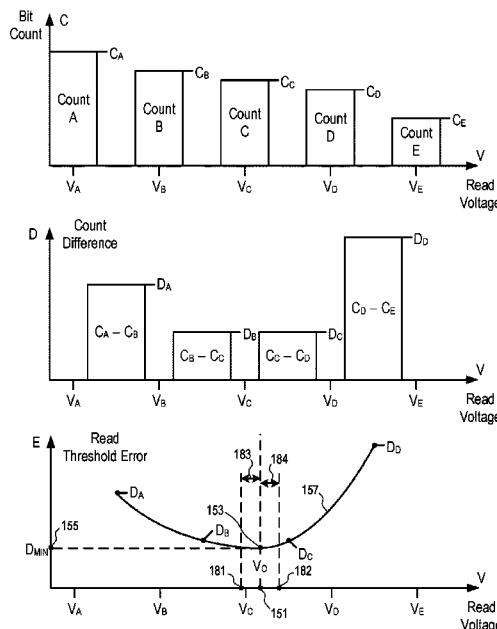 Bit
Count
C
C_A
C_B
C_C
C_D
C_E
Count
A
Count
B
Count
C
Count
D
Count
E
V
V_A
V_B
V_C
V_D
V_E
Read
Voltage
D
Count
Difference
D_A
D_B
D_C
D_D
C_A – C_B
C_B – C_C
C_C – C_D
C_D – C_E
V
V_A
V_B
V_C
V_D
V_E
Read
Voltage
E
Read
Threshold Error
183
184
D_D
157
153
155
D_A
D_B
D_C
D_MIN
V_O
181
182
V
V_A
V_B
V_C
151
V_D
V_E
Read
Voltage